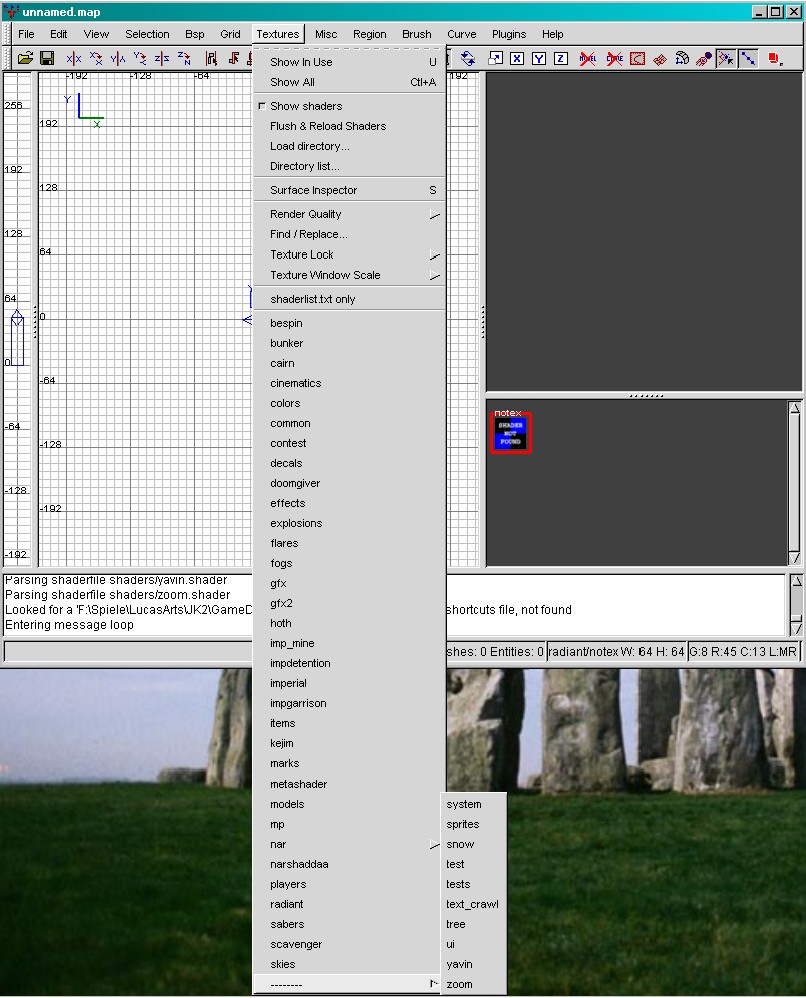 unnamed.map
File Edit View Selection Bsp Grid Textures Misc Region Brush Curve Plugins Help
-192 -128 -64 192
X Y Z
Y
X
256
192
128
64
0
-64
-128
-192
192
128
64
0
-64
-128
-192
Show In Use U
Show All Ctl+A
Show shaders
Flush & Reload Shaders
Load directory...
Directory list...
Surface Inspector S
Render Quality
Find / Replace...
Texture Lock
Texture Window Scale
shaderlist.txt only
bespin
bunker
cairn
cinematics
colors
common
contest
decals
doomgiver
effects
explosions
flares
fogs
gfx
gfx2
hoth
imp_mine
impdetention
imperial
impgarrison
items
kejim
marks
metashader
models
mp
nar
narshaddaa
players
radiant
sabers
scavenger
skies
--------
system
sprites
snow
test
tests
text_crawl
tree
ui
yavin
zoom
notex
SHADER
NOT
FOUND
Parsing shaderfile shaders/yavin.shader
Parsing shaderfile shaders/zoom.shader
Looked for a 'F:\Spiele\LucasArts\JK2\GameD shortcuts file, not found
Entering message loop
shes: 0 Entities: 0 radiant/notex W: 64 H: 64 G:8 R:45 C:13 L:MR